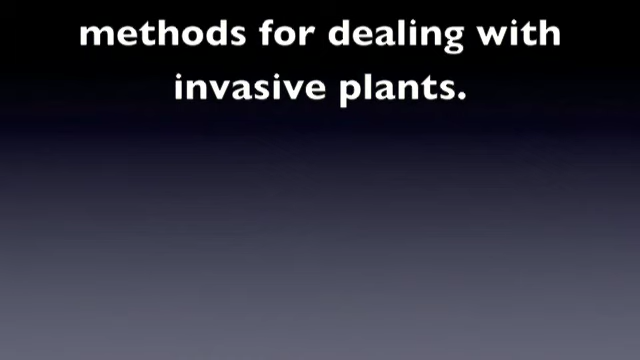 methods for dealing with
invasive plants.